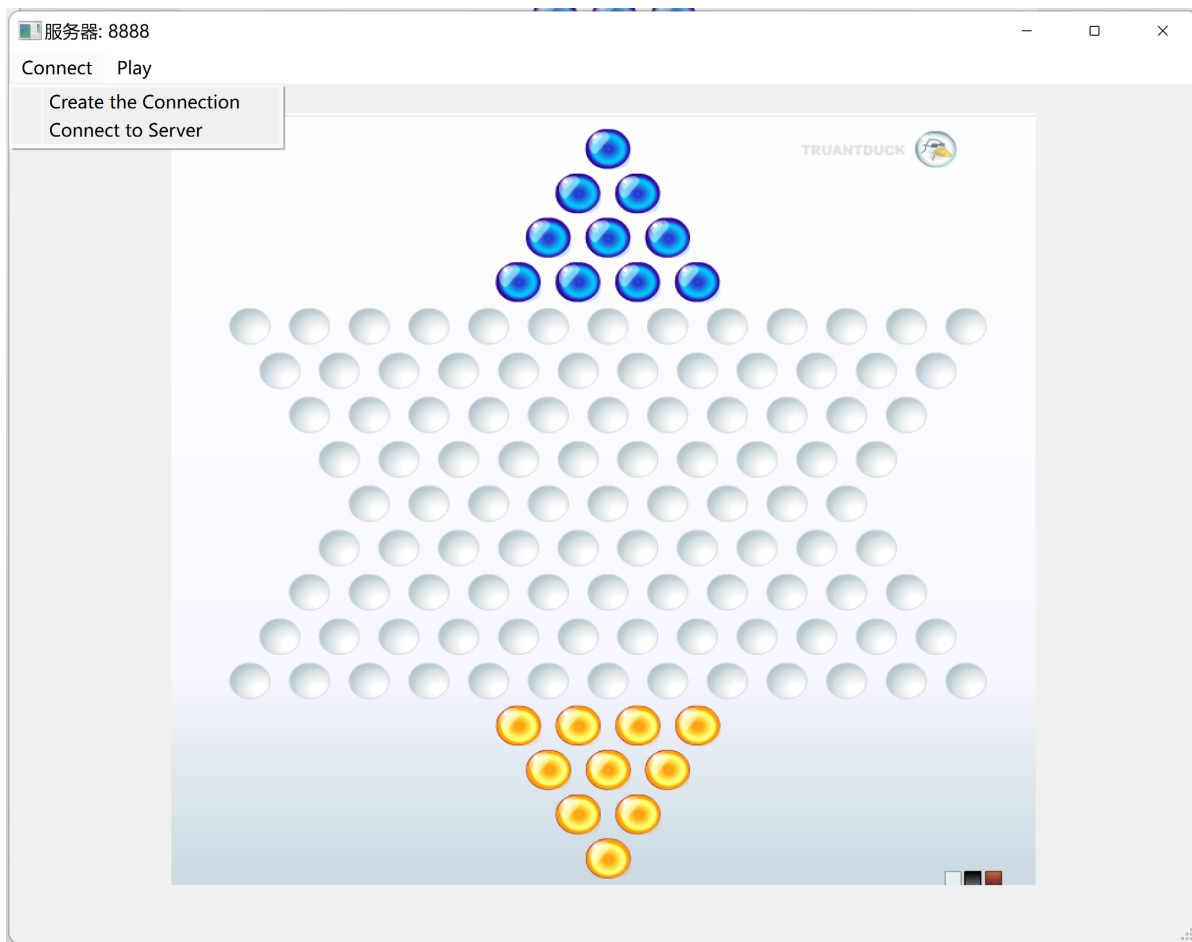 服务器: 8888
Connect Play
Create the Connection
Connect to Server
TRUANTDUCK